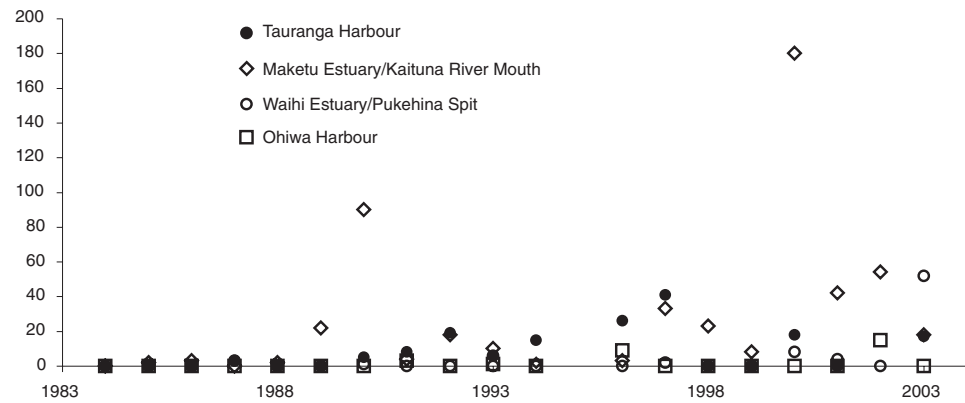 200
180
160
140
120
100
80
60
40
20
0
Tauranga Harbour
Maketu Estuary/Kaituna River Mouth
Waihi Estuary/Pukehina Spit
Ohiwa Harbour
1983 1988 1993 1998 2003